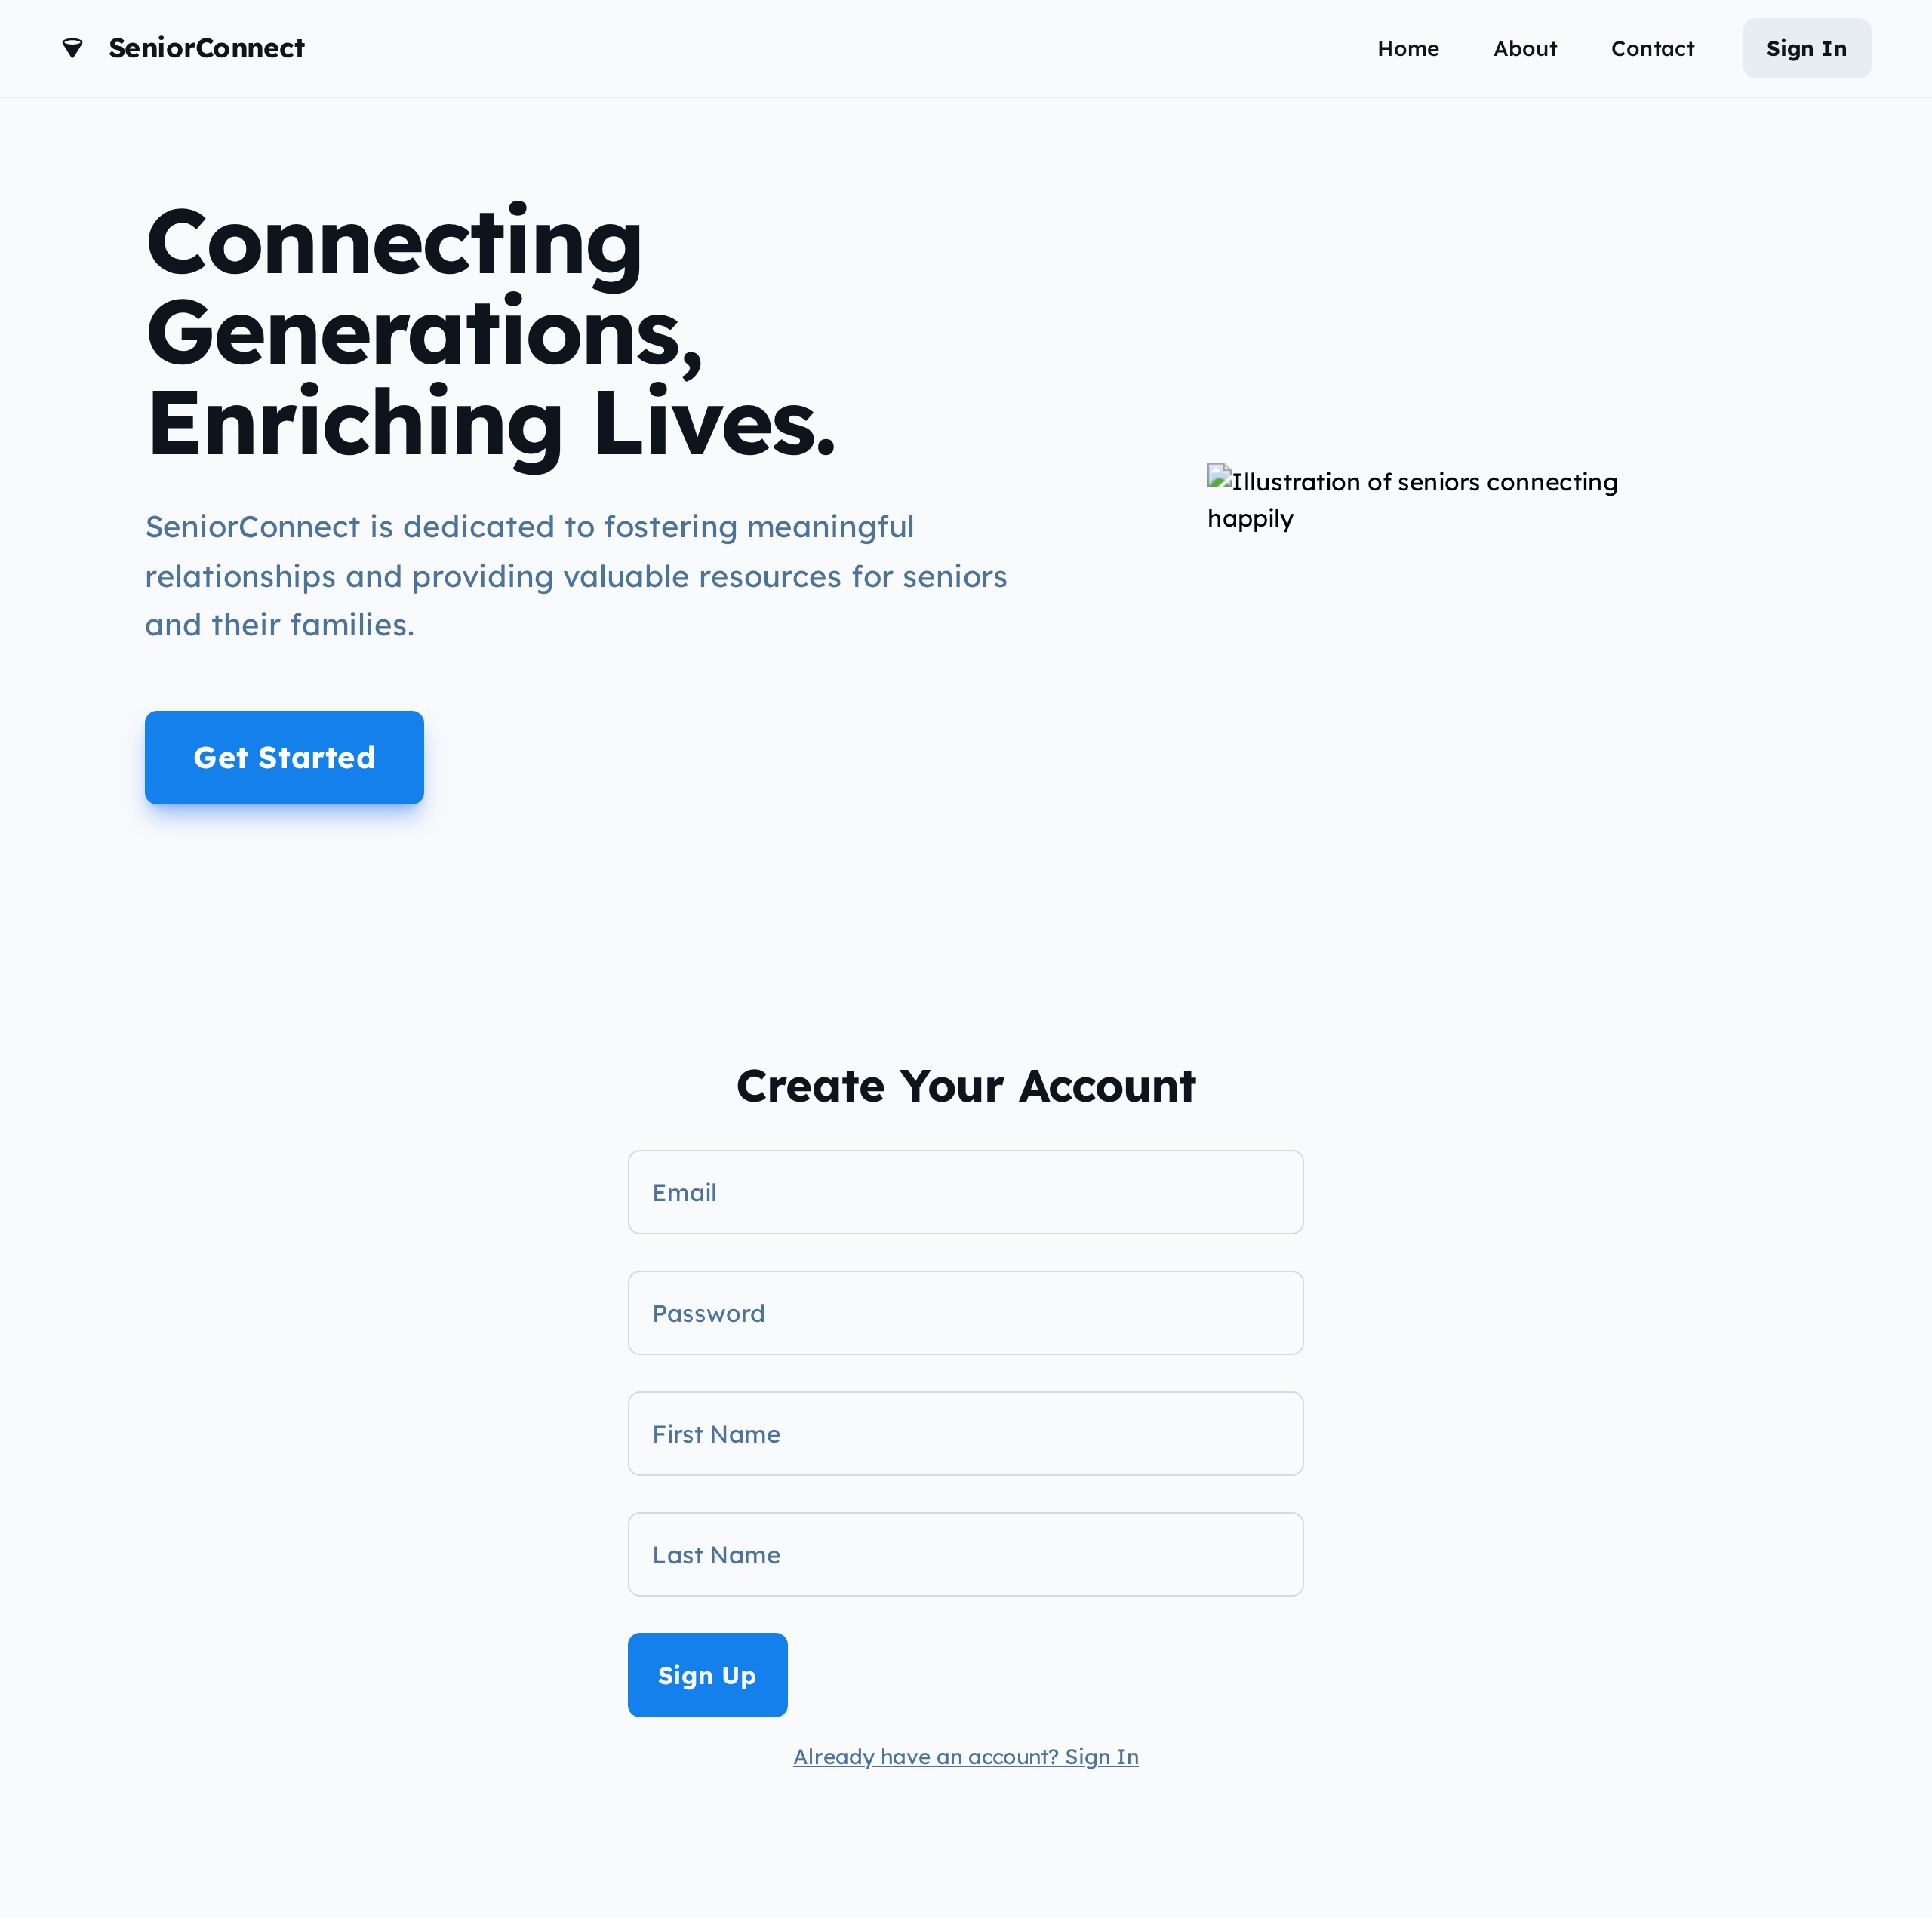 SeniorConnect
Home
About
Contact
Sign In
Connecting
Generations,
Enriching Lives.
SeniorConnect is dedicated to fostering meaningful
relationships and providing valuable resources for seniors
and their families.
Illustration of seniors connecting
happily
Get Started
Create Your Account
Email
Password
First Name
Last Name
Sign Up
Already have an account? Sign In